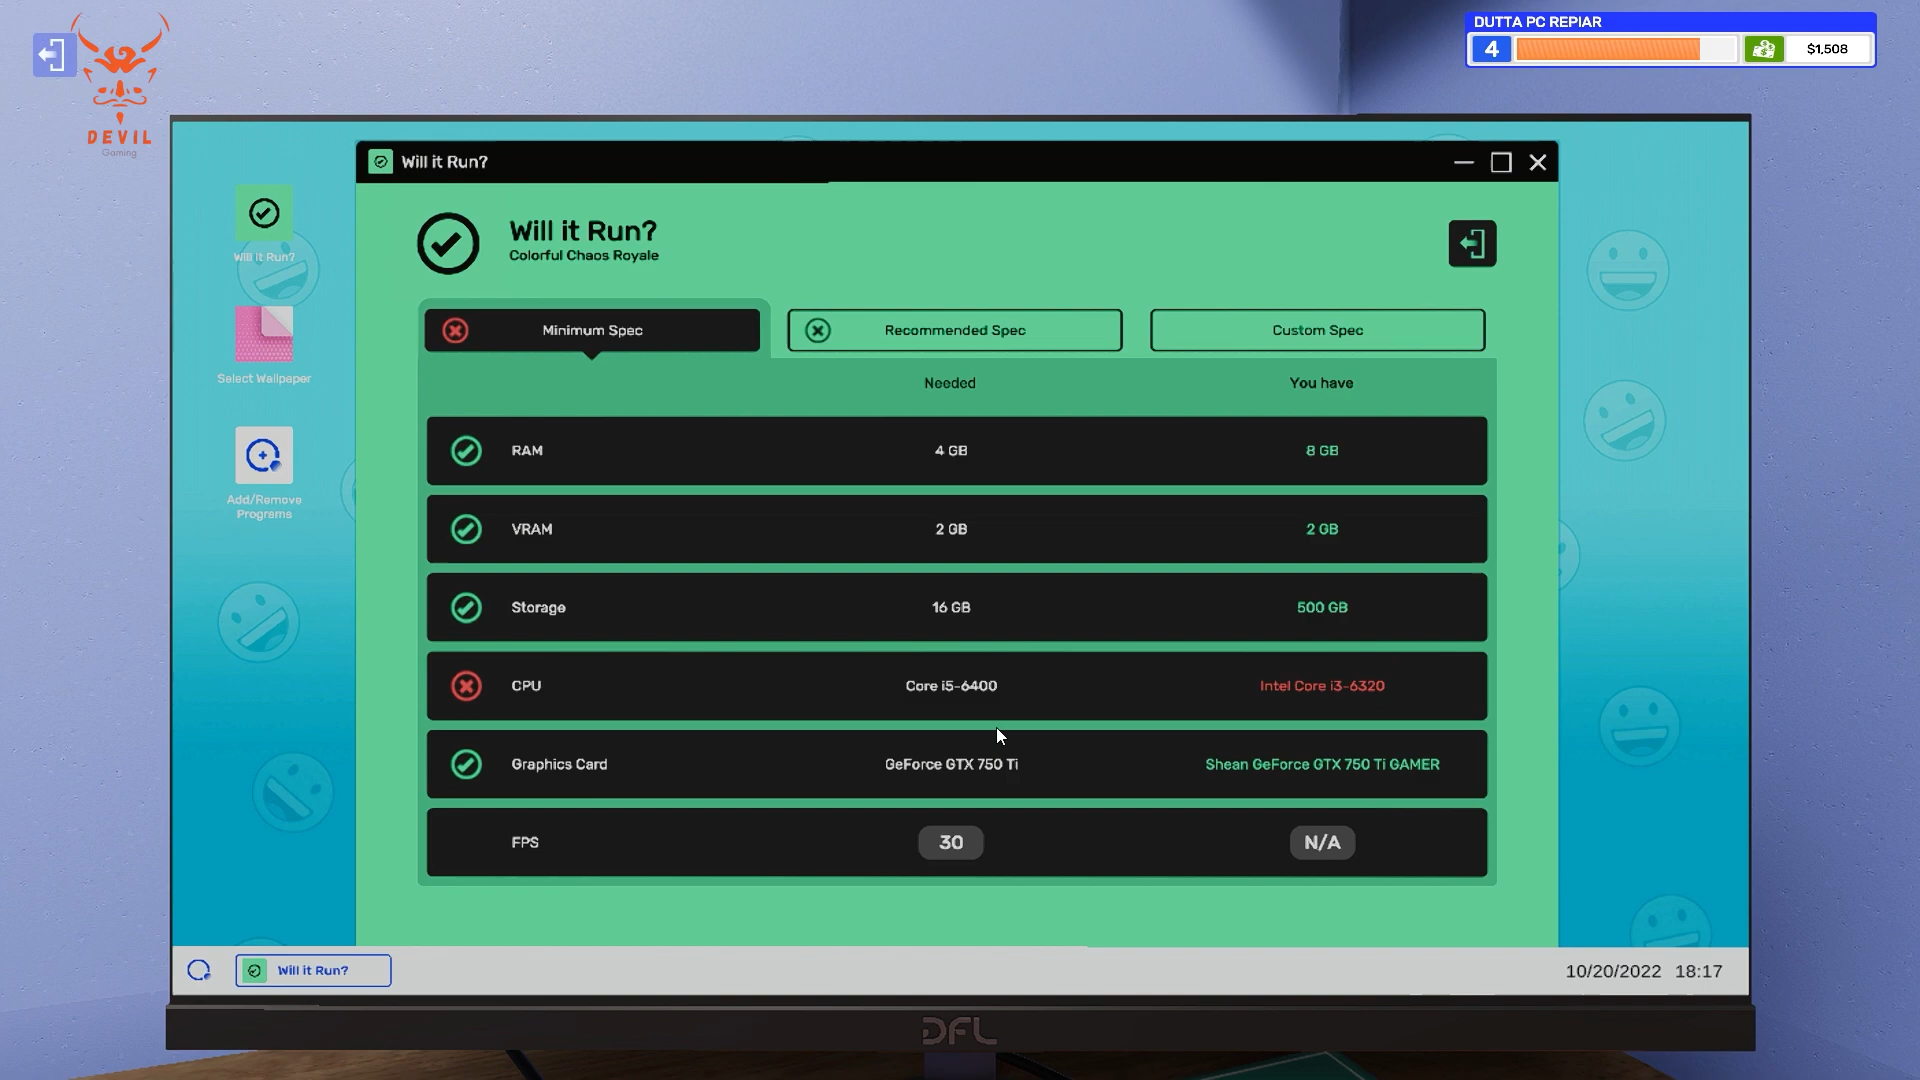 DEVIL
Gaming
DUTTA PC REPIAR
4
$1,508
Will it Run?
Will it Run?
Colorful Chaos Royale
Will it Run?
Select Wallpaper
Add/Remove
Programs
Minimum Spec
Recommended Spec
Custom Spec
Needed
You have
RAM
4 GB
8 GB
VRAM
2 GB
2 GB
Storage
16 GB
500 GB
CPU
Core i5-6400
Intel Core i3-6320
Graphics Card
GeForce GTX 750 Ti
Shean GeForce GTX 750 Ti GAMER
FPS
30
N/A
Will it Run?
10/20/2022 18:17
DFL